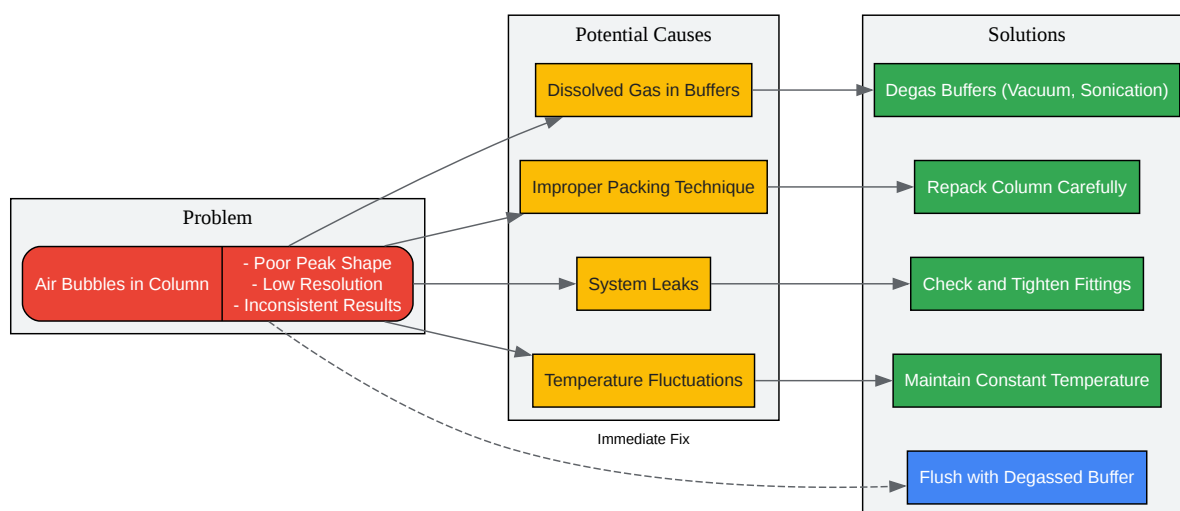 Problem
Air Bubbles in Column
- Poor Peak Shape
- Low Resolution
- Inconsistent Results
Potential Causes
Dissolved Gas in Buffers
Improper Packing Technique
System Leaks
Temperature Fluctuations
Immediate Fix
Solutions
Degas Buffers (Vacuum, Sonication)
Repack Column Carefully
Check and Tighten Fittings
Maintain Constant Temperature
Flush with Degassed Buffer